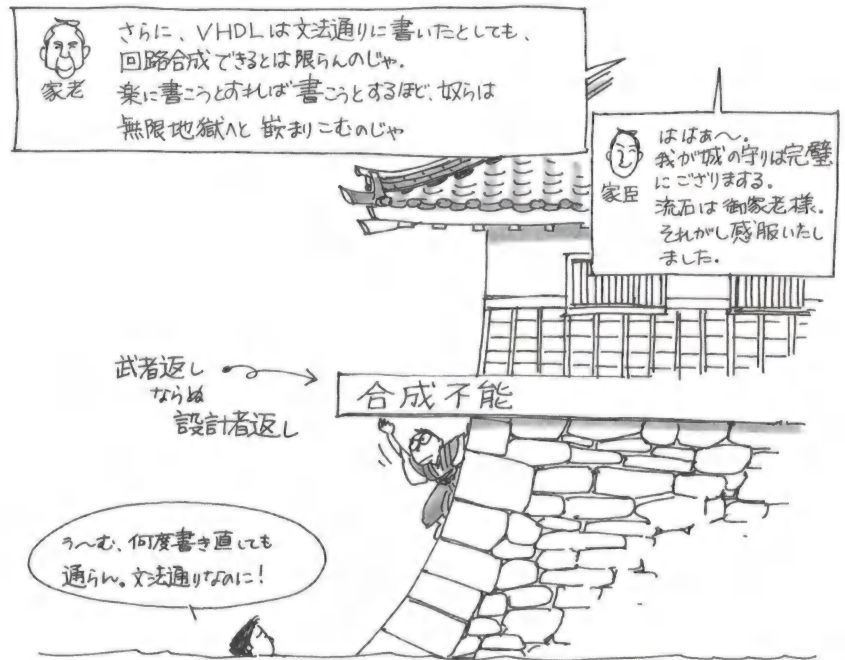 さらに、VHDLは文法通りに書いたとしても、
回路合成できるとは限らんのじゃ.
楽に書こうとすれば書こうとするほど、奴らは
無限地獄へと嵌まりこむのじゃ
家老
ははぁ〜.
我が城の守りは完璧
にござりまする.
流石は御家老様.
それがし感服いたし
ました.
家臣
武者返し
ならぬ
設計者返し
合成不能
う〜む、何度書き直しても
通らん。文法通りなのに!